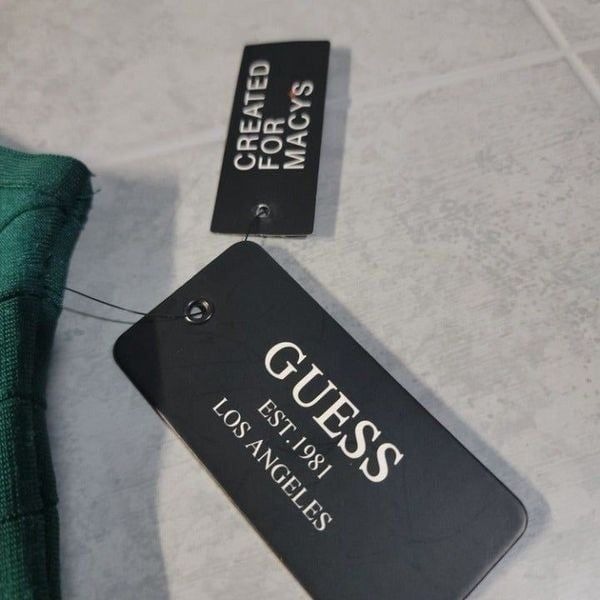 CREATED
FOR
MACYS
GUESS
EST.1981
LOS ANGELES